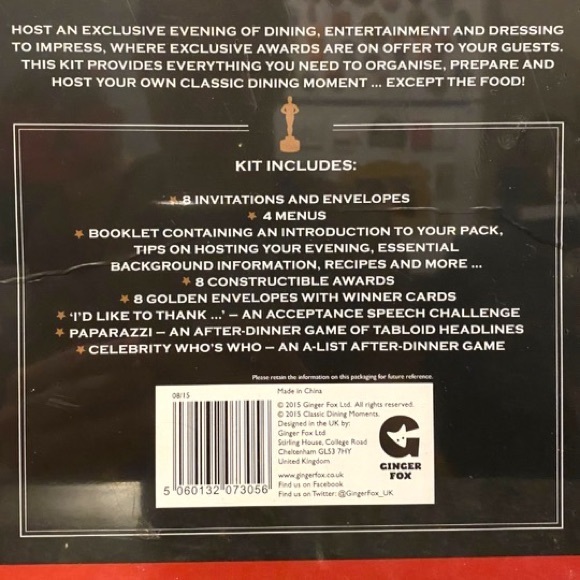 HOST AN EXCLUSIVE EVENING OF DINING, ENTERTAINMENT AND DRESSING
TO IMPRESS, WHERE EXCLUSIVE AWARDS ARE ON OFFER TO YOUR GUESTS.
THIS KIT PROVIDES EVERYTHING YOU NEED TO ORGANISE, PREPARE AND
HOST YOUR OWN CLASSIC DINING MOMENT ... EXCEPT THE FOOD!
KIT INCLUDES:
★ 8 INVITATIONS AND ENVELOPES
★ 4 MENUS
★ BOOKLET CONTAINING AN INTRODUCTION TO YOUR PACK,
TIPS ON HOSTING YOUR EVENING, ESSENTIAL
BACKGROUND INFORMATION, RECIPES AND MORE ...
★ 8 CONSTRUCTIBLE AWARDS
★ 8 GOLDEN ENVELOPES WITH WINNER CARDS
★ 'I'D LIKE TO THANK ...' – AN ACCEPTANCE SPEECH CHALLENGE
★ PAPARAZZI – AN AFTER-DINNER GAME OF TABLOID HEADLINES
★ CELEBRITY WHO'S WHO – AN A-LIST AFTER-DINNER GAME
Please retain the information on this packaging for future reference.
08/15
5 060132 073056
Made in China
© 2015 Ginger Fox Ltd. All rights reserved.
© 2015 Classic Dining Moments.
Designed in the UK by:
Ginger Fox Ltd
Stirling House, College Road
Cheltenham GL53 7HY
United Kingdom
www.gingerfox.co.uk
Find us on Facebook
Find us on Twitter: @GingerFox_UK
GINGER
FOX